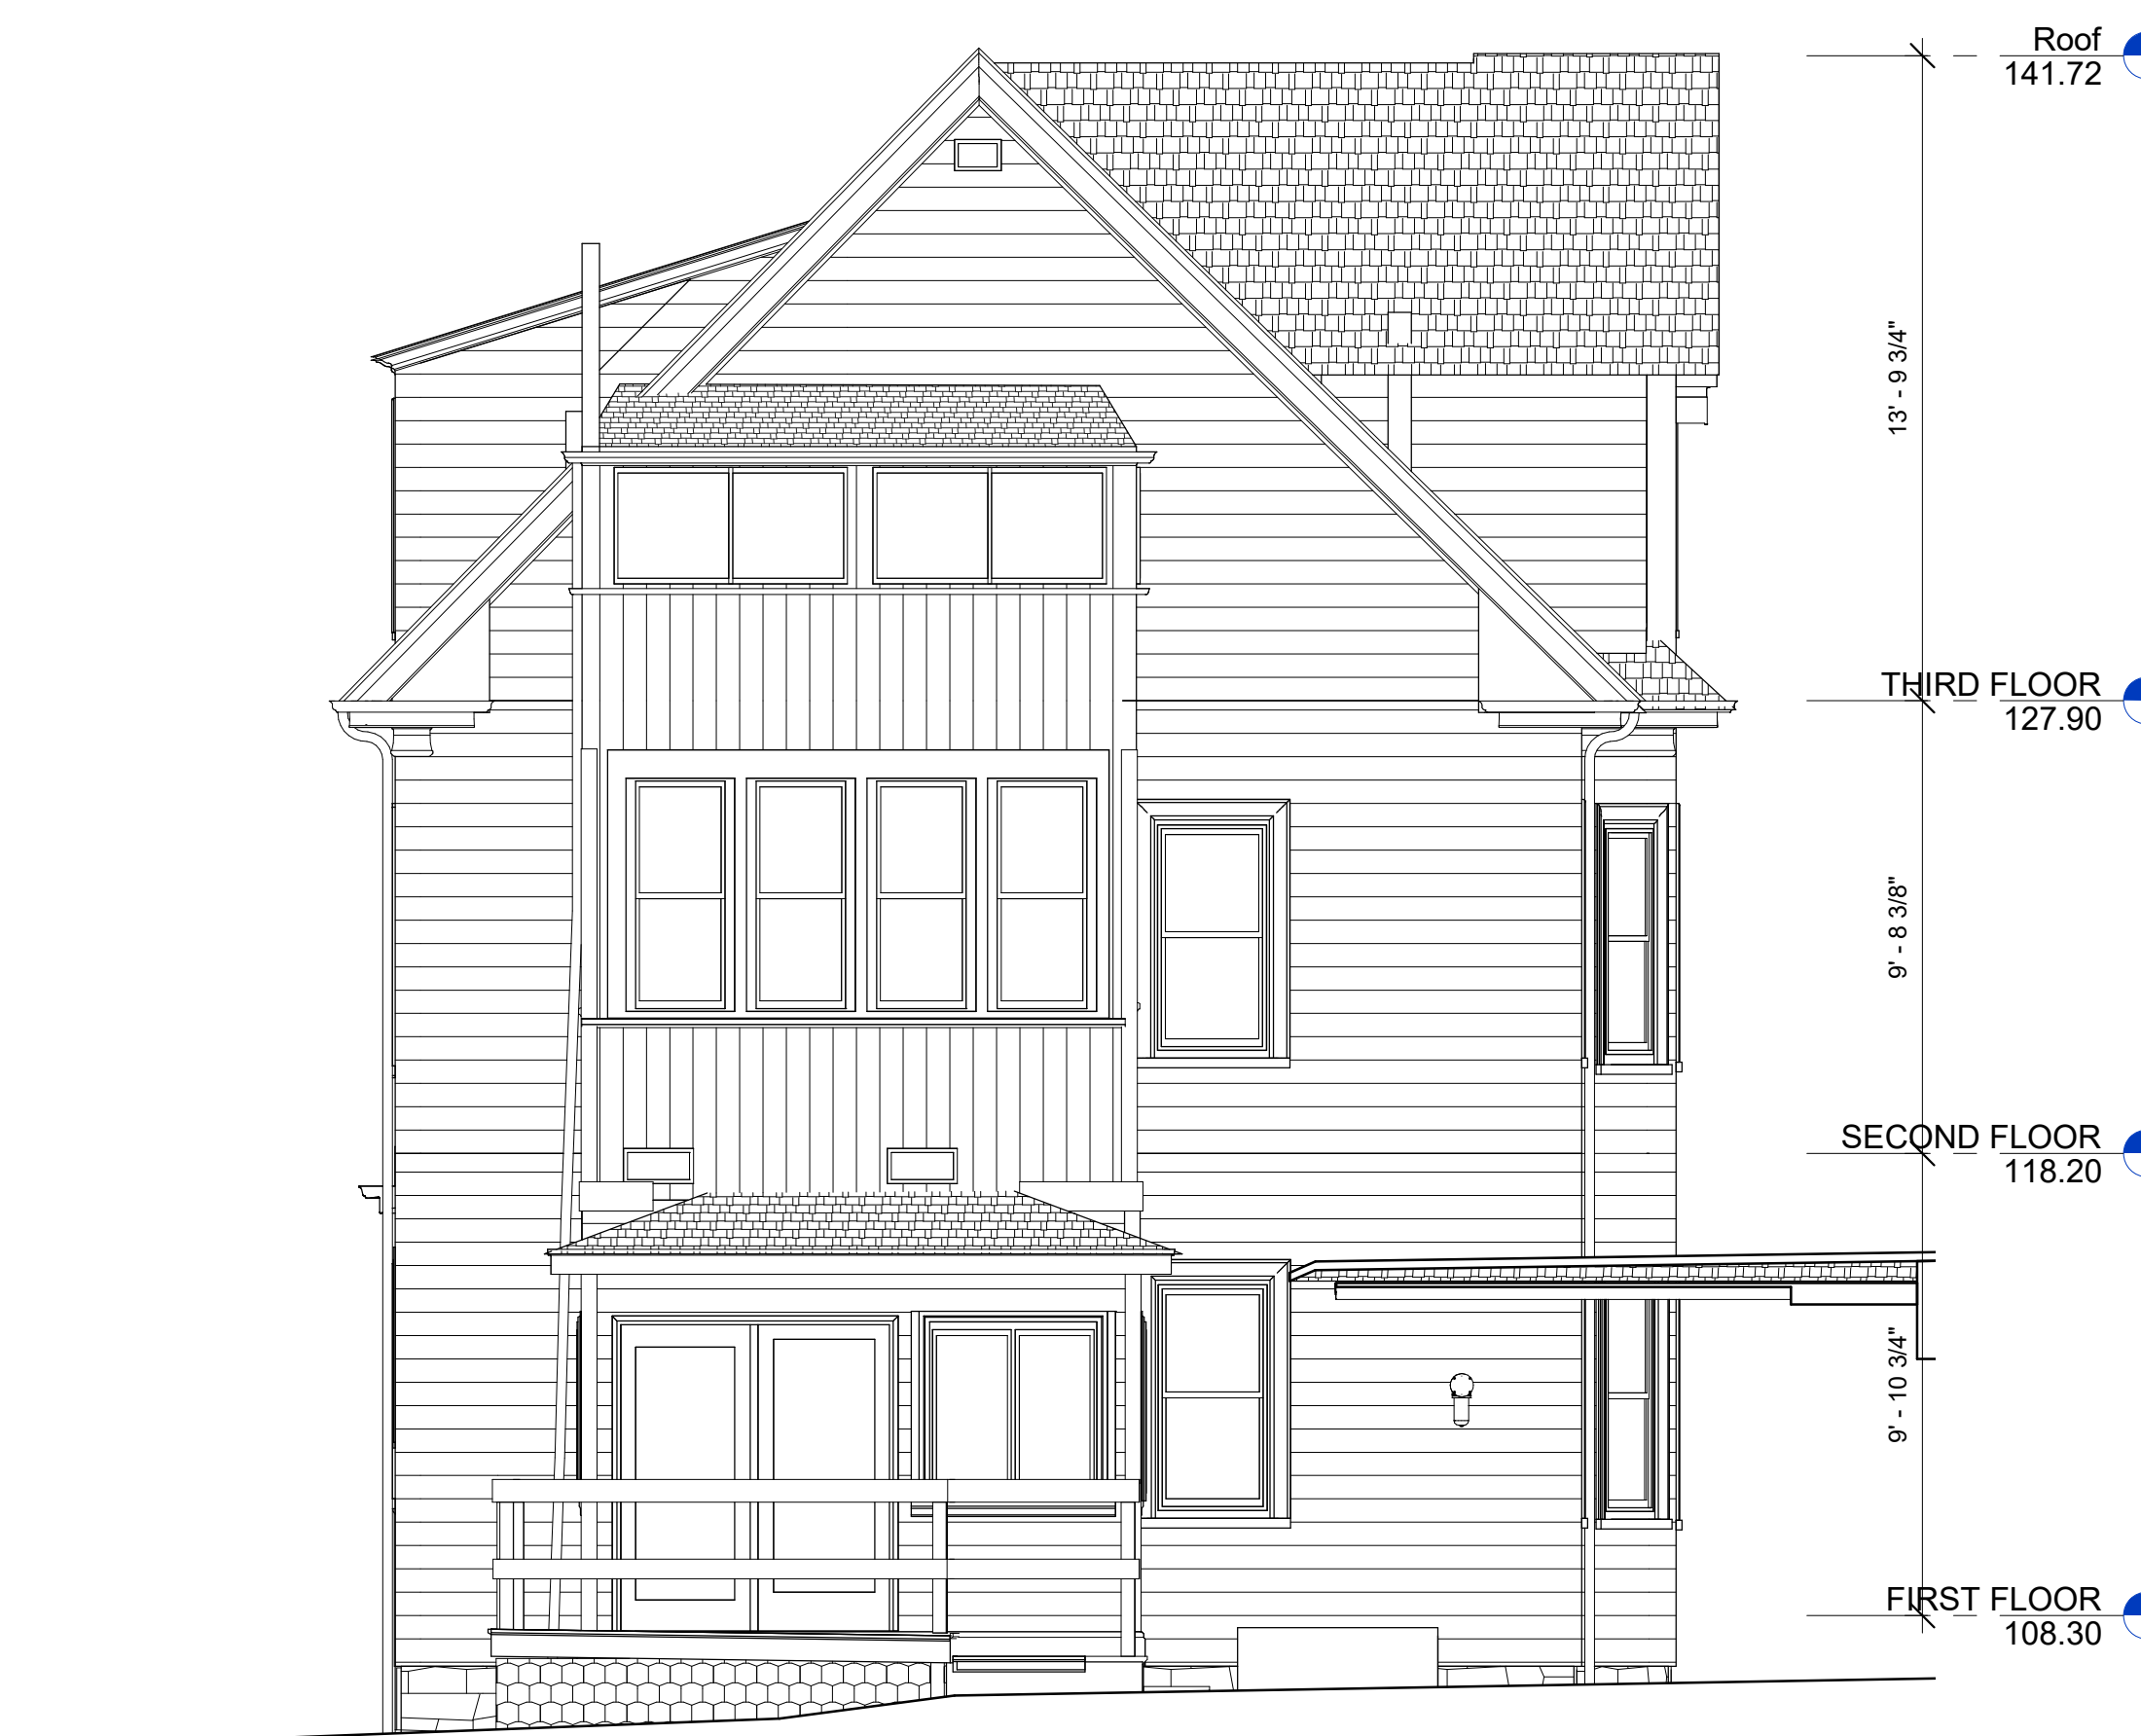 Roof
141.72
13' - 9 3/4"
THIRD FLOOR
127.90
9' - 8 3/8"
SECOND FLOOR
118.20
9' - 10 3/4"
FIRST FLOOR
108.30